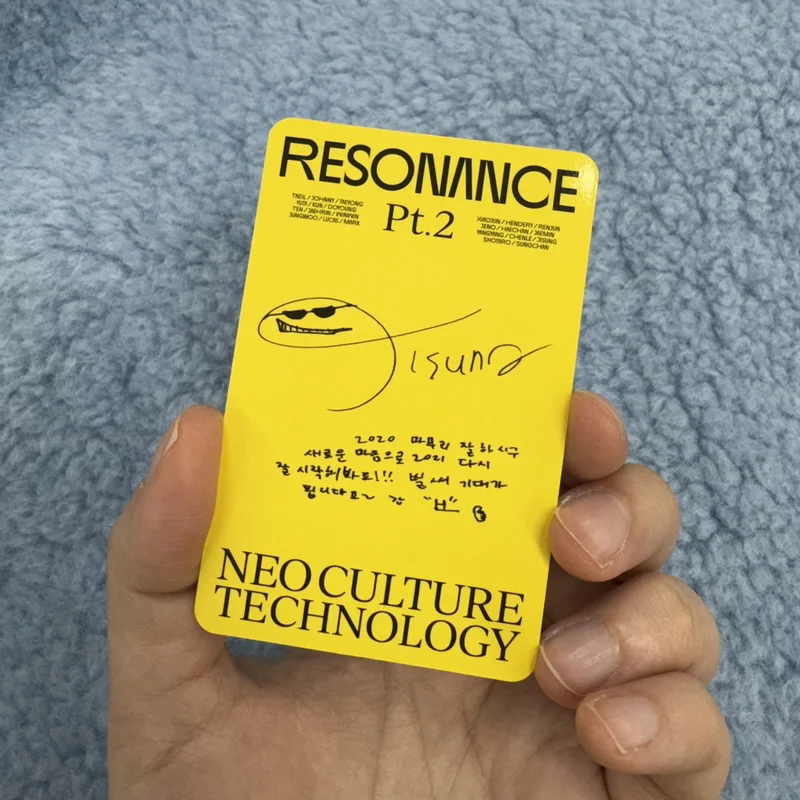 RESONANCE
Pt.2
TAEIL / JOHNNY / TAEYONG
YUTA / KUN / DOYOUNG
TEN / JAEHYUN / WINWIN
JUNGWOO / LUCAS / MARK
XIAOJUN / HENDERY / RENJUN
JENO / HAECHAN / JAEMIN
YANGYANG / CHENLE / JISUNG
SHOTARO / SUNGCHAN
Jisung
2020 마무리 잘 하시구
새로운 마음으로 2021 다시
잘 시작해봐요!! 벌써 기대가
됩니다요~
NEO CULTURE
TECHNOLOGY